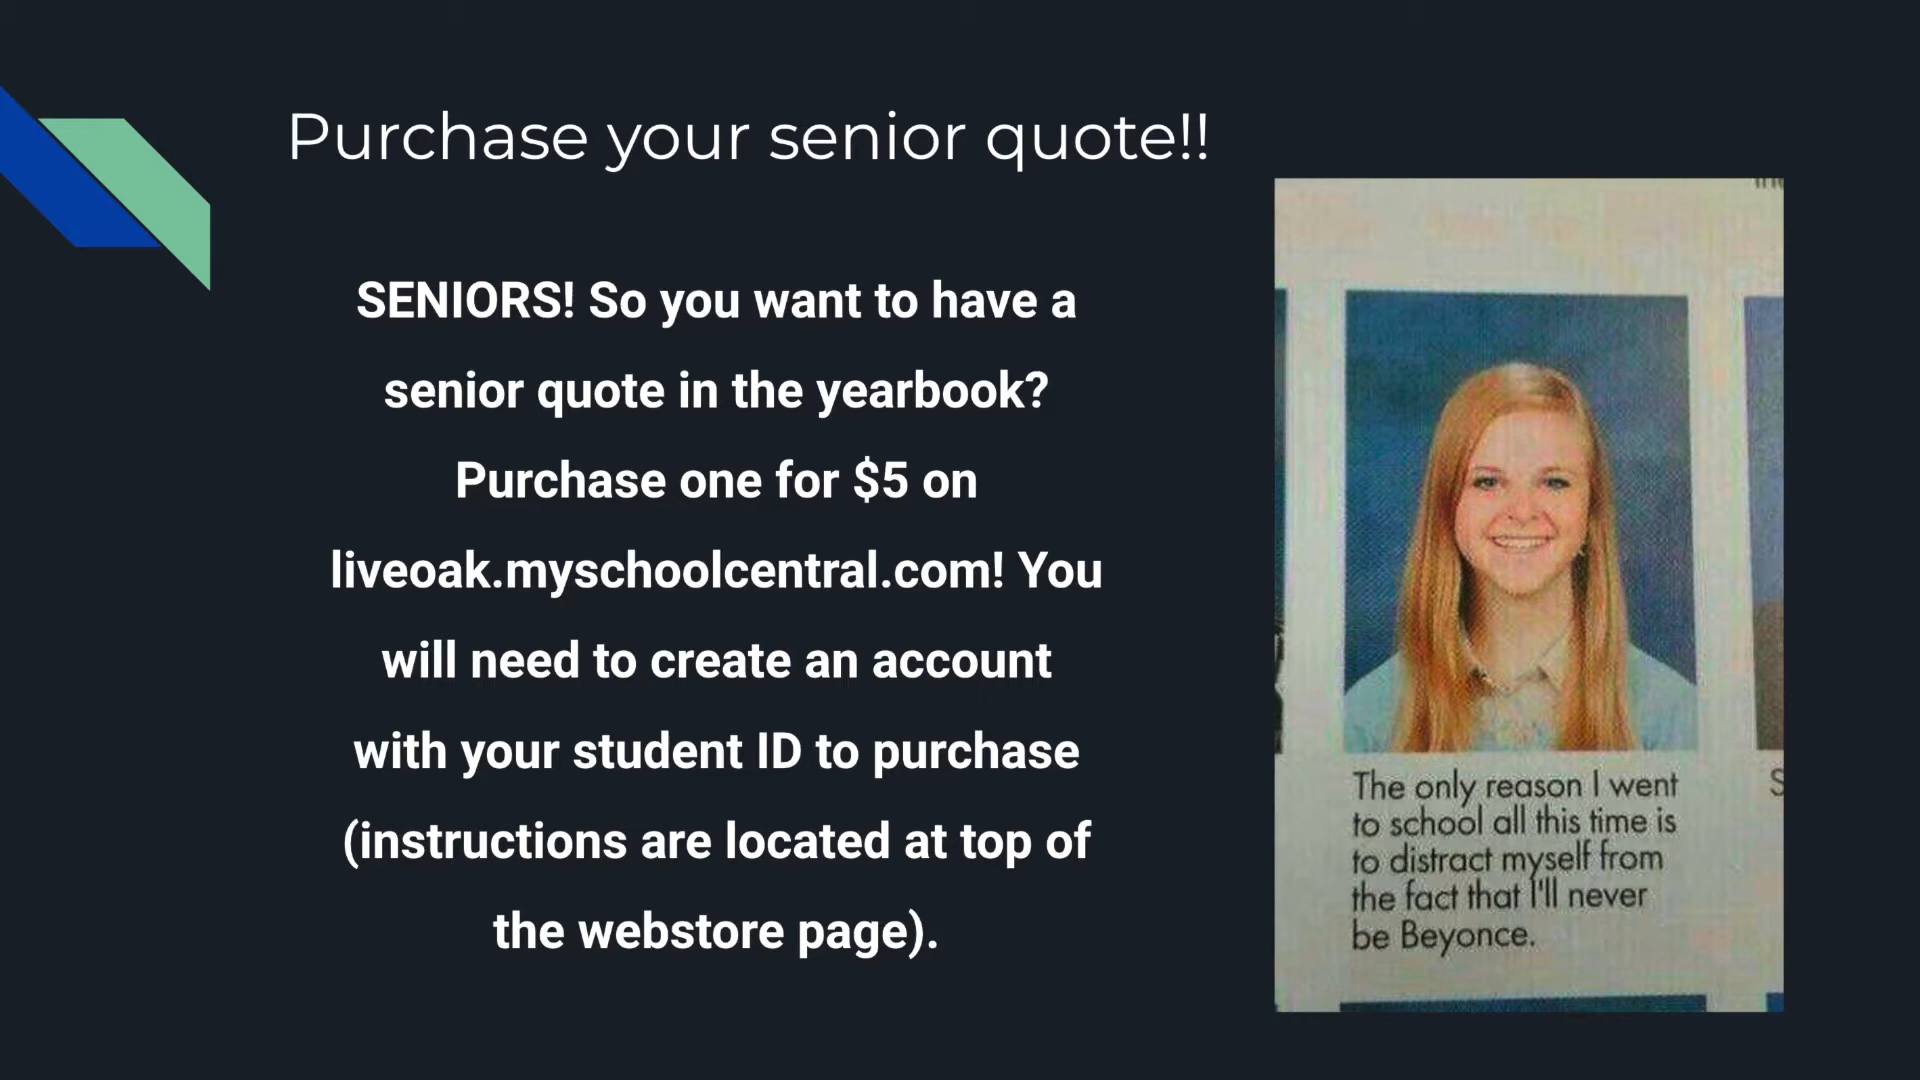 Purchase your senior quote!!
SENIORS! So you want to have a
senior quote in the yearbook?
Purchase one for $5 on
liveoak.myschoolcentral.com! You
will need to create an account
with your student ID to purchase
(instructions are located at top of
the webstore page).
The only reason I went
to school all this time is
to distract myself from
the fact that I'll never
be Beyonce.